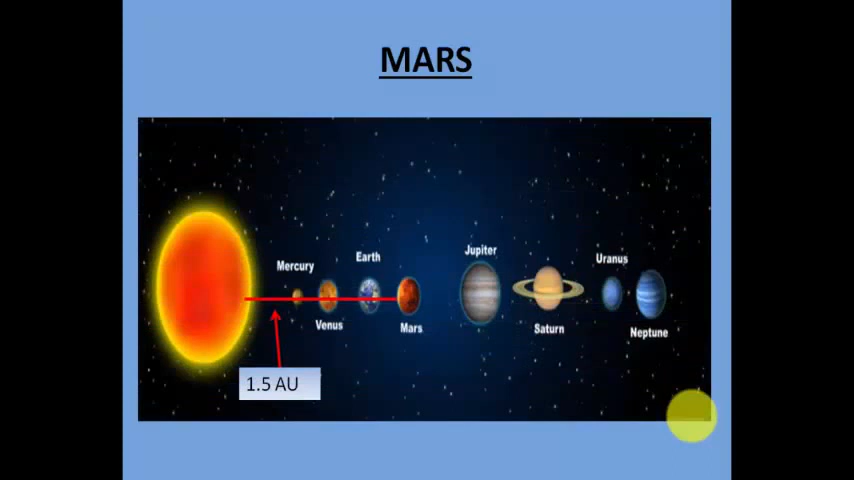 MARS
Mercury
Venus
Earth
Mars
Jupiter
Saturn
Uranus
Neptune
1.5 AU